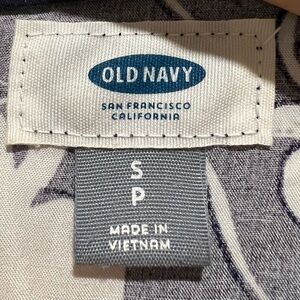 OLD NAVY
SAN FRANCISCO
CALIFORNIA
S
P
MADE IN
VIETNAM